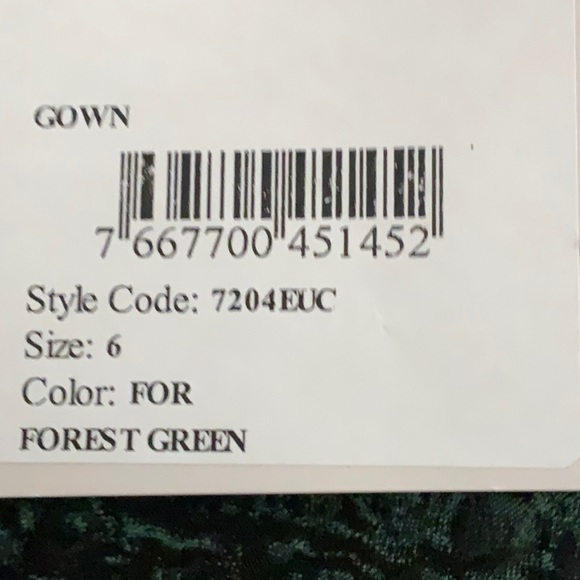 GOWN
7 667700 451452
Style Code: 7204EUC
Size: 6
Color: FOR
FOREST GREEN